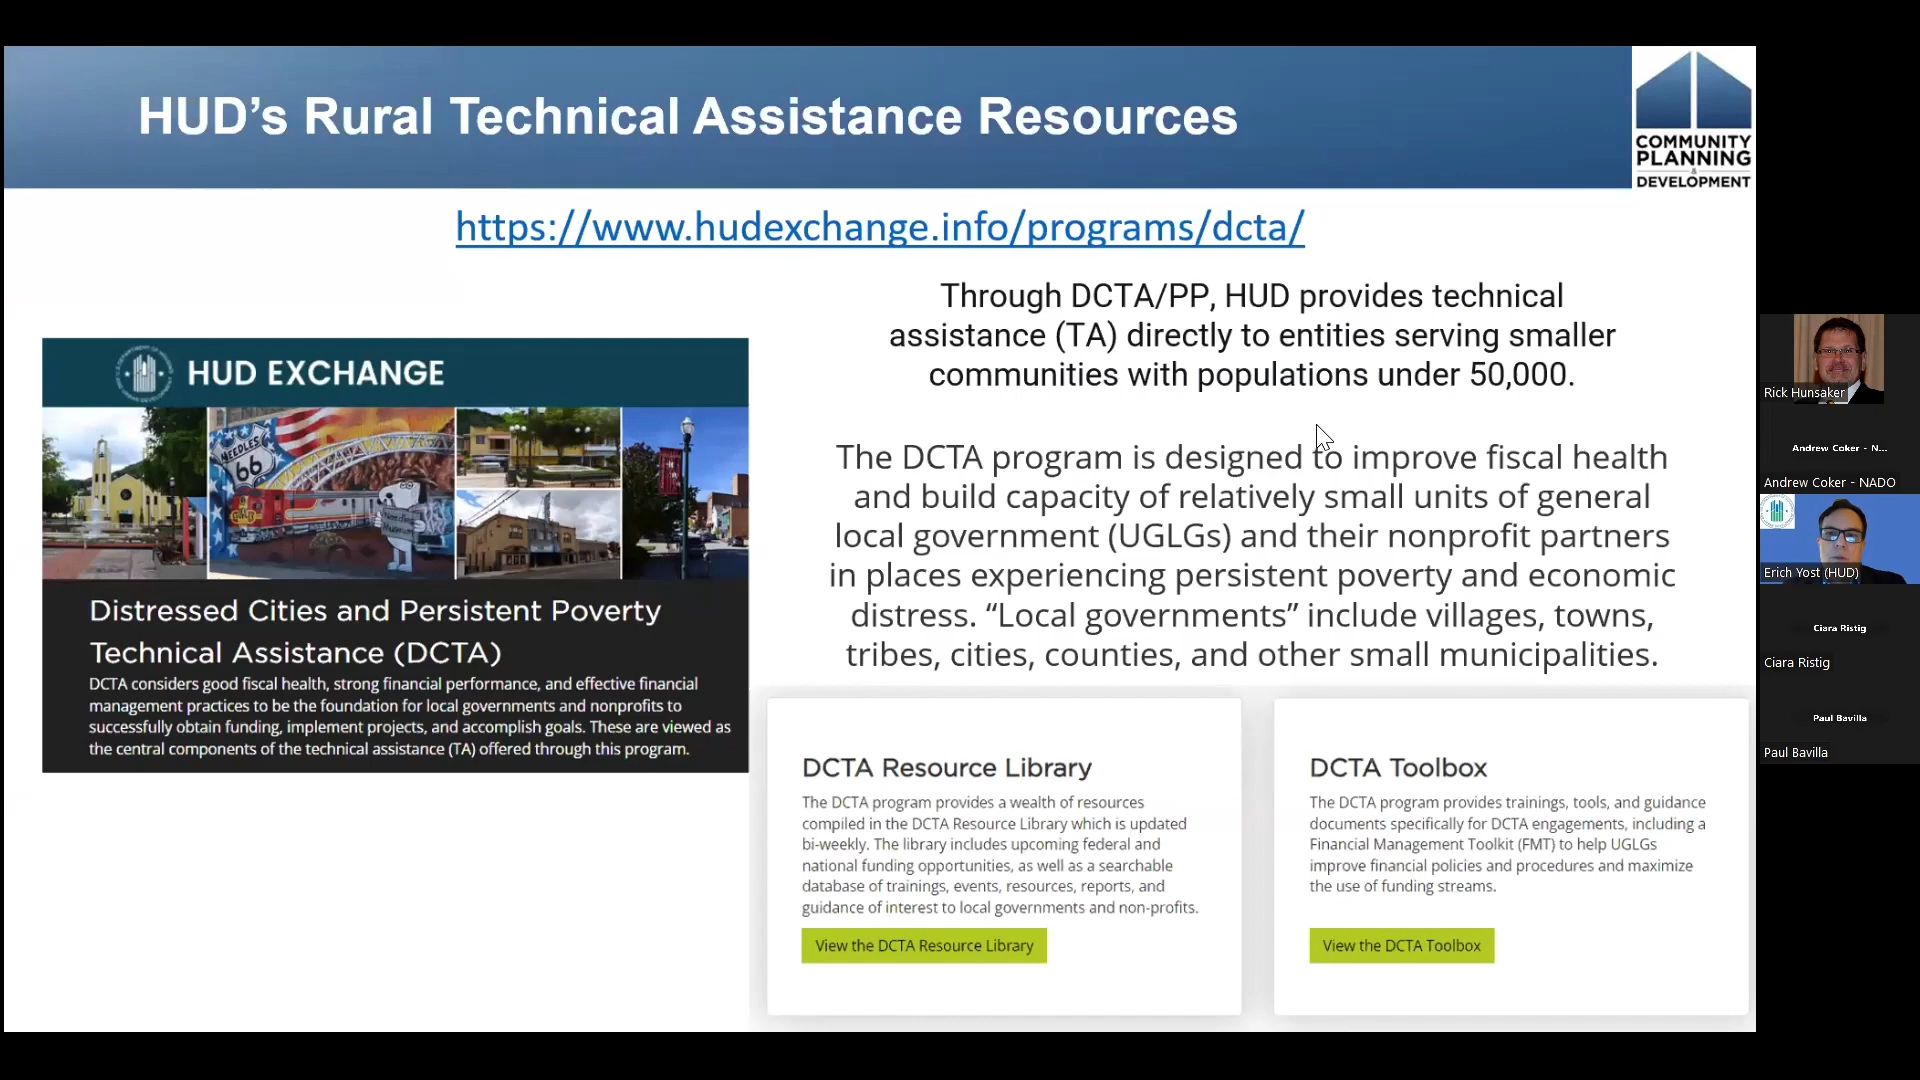 HUD's Rural Technical Assistance Resources
COMMUNITY
PLANNING
&
DEVELOPMENT
https://www.hudexchange.info/programs/dcta/
Through DCTA/PP, HUD provides technical
assistance (TA) directly to entities serving smaller
communities with populations under 50,000.
The DCTA program is designed to improve fiscal health
and build capacity of relatively small units of general
local government (UGLGs) and their nonprofit partners
in places experiencing persistent poverty and economic
distress. “Local governments” include villages, towns,
tribes, cities, counties, and other small municipalities.
HUD EXCHANGE
NEEDLES
66
Distressed Cities and Persistent Poverty
Technical Assistance (DCTA)
DCTA considers good fiscal health, strong financial performance, and effective financial
management practices to be the foundation for local governments and nonprofits to
successfully obtain funding, implement projects, and accomplish goals. These are viewed as
the central components of the technical assistance (TA) offered through this program.
DCTA Resource Library
The DCTA program provides a wealth of resources
compiled in the DCTA Resource Library which is updated
bi-weekly. The library includes upcoming federal and
national funding opportunities, as well as a searchable
database of trainings, events, resources, reports, and
guidance of interest to local governments and non-profits.
View the DCTA Resource Library
DCTA Toolbox
The DCTA program provides trainings, tools, and guidance
documents specifically for DCTA engagements, including a
Financial Management Toolkit (FMT) to help UGLGs
improve financial policies and procedures and maximize
the use of funding streams.
View the DCTA Toolbox
Rick Hunsaker
Andrew Coker - N...
Andrew Coker - NADO
Erich Yost (HUD)
Ciara Ristig
Ciara Ristig
Paul Bavilla
Paul Bavilla